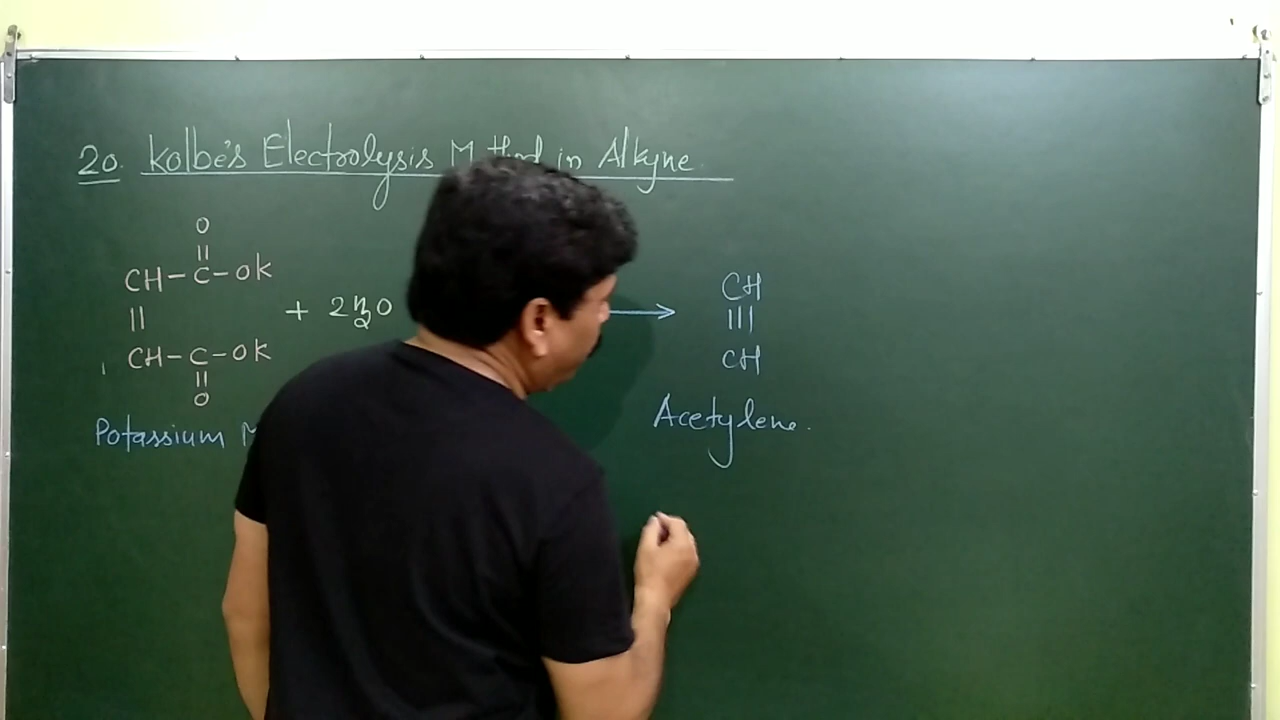 20. Kolbe's Electrolysis in Alkyne.
O
||
CH-C-OK
|| + 2H2O → |||
CH
CH-C-OK
CH
||
O
Potassium
Acetylene.